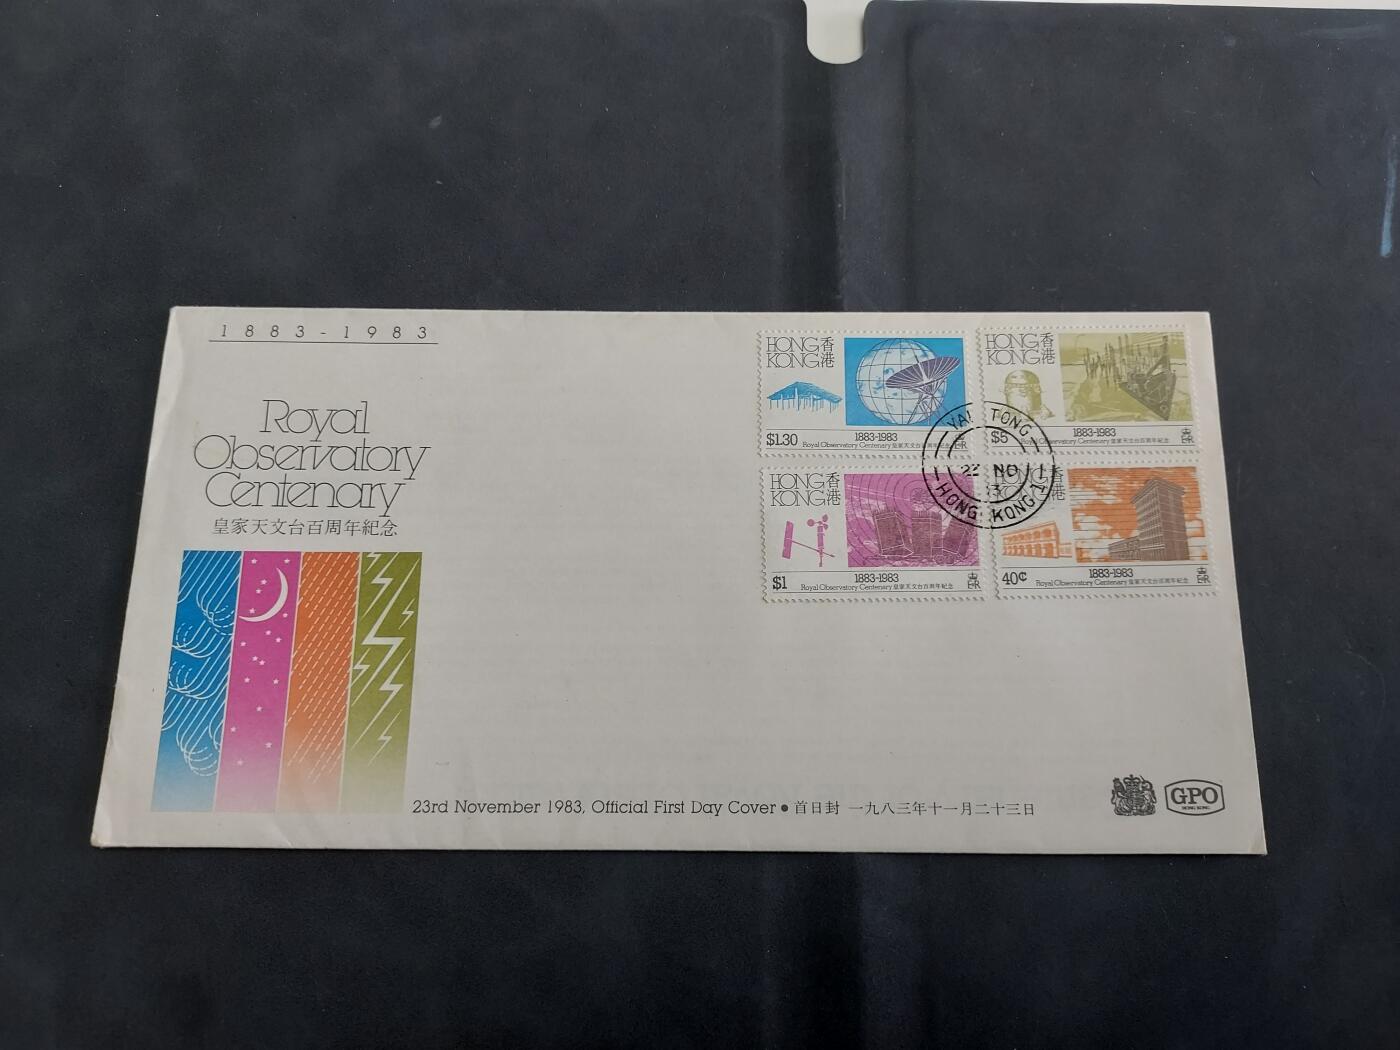 1883-1983
Royal
Observatory
Centenary
皇家天文台百周年紀念
HONG 香
KONG 港
$1.30
1883-1983
Royal Observatory Centenary 皇家天文台百周年紀念
HONG 香
KONG 港
$5
1883-1983
Royal Observatory Centenary 皇家天文台百周年紀念
E R
HONG 香
KONG 港
$1
1883-1983
Royal Observatory Centenary 皇家天文台百周年紀念
E R
港
40¢
1883-1983
Royal Observatory Centenary 皇家天文台百周年紀念
E R
YAU TONG
NO
HONG KONG
23rd November 1983, Official First Day Cover ● 首日封 一九八三年十一月二十三日
GPO
HONG KONG